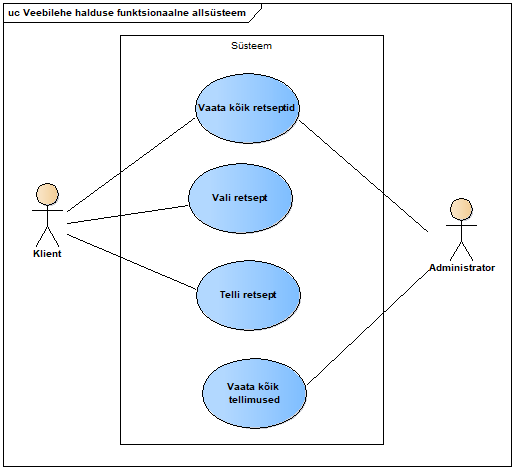 uc Veebilehe halduse funktsionaalne allsüsteem
Süsteem
Vaata kõik retseptid
Vali retsept
Klient
Administrator
Telli retsept
Vaata kõik
tellimused